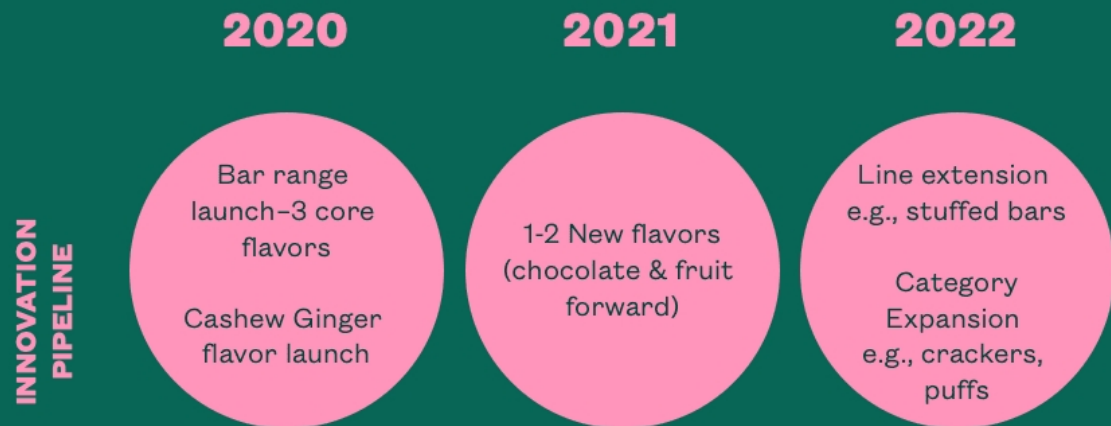 2020
2021
2022
INNOVATION
PIPELINE
Bar range
launch–3 core
flavors
Cashew Ginger
flavor launch
1-2 New flavors
(chocolate & fruit
forward)
Line extension
e.g., stuffed bars
Category
Expansion
e.g., crackers,
puffs